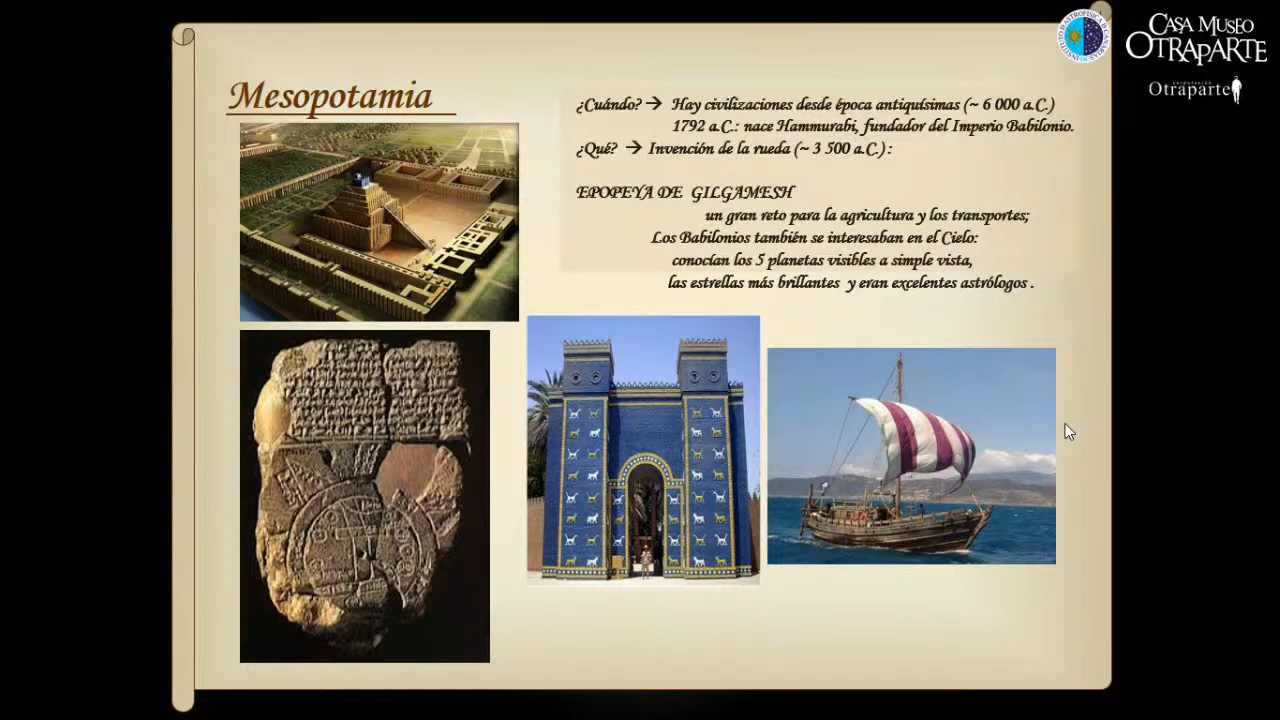 Mesopotamia
¿Cuándo? → Hay civilizaciones desde época antiquísimas (~ 6 000 a.C.)
1792 a.C.: nace Hammurabi, fundador del Imperio Babilonio.
¿Qué? → Invención de la rueda (~ 3 500 a.C.) :
EPOPEYA DE GILGAMESH
un gran reto para la agricultura y los transportes;
Los Babilonios también se interesaban en el Cielo:
conocían los 5 planetas visibles a simple vista,
las estrellas más brillantes y eran excelentes astrólogos .
CASA MUSEO
OTRAPARTE
corporación
Otraparte